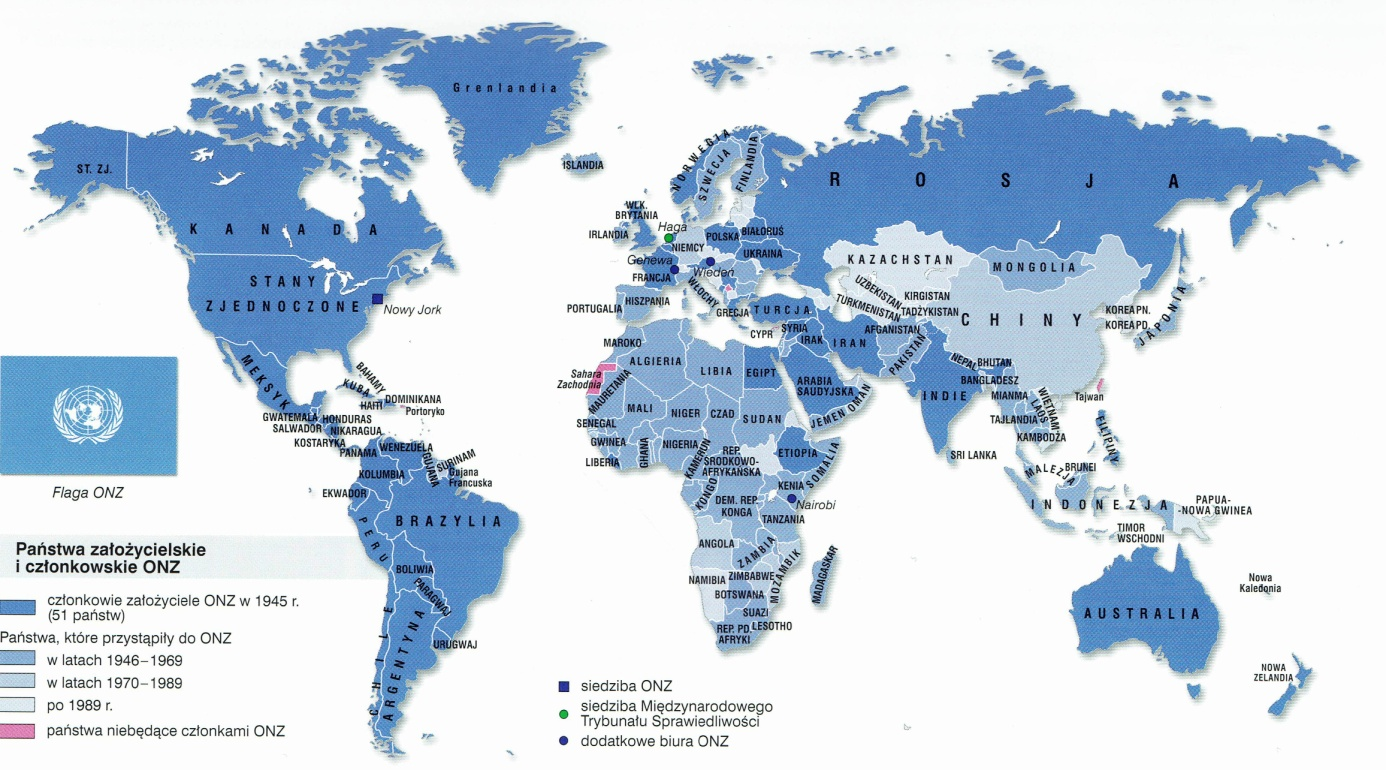 Grenlandia
ISLANDIA
ST. ZJ.
KANADA
STANY
ZJEDNOCZONE
Nowy Jork
MEKSYK
BAHAMY
KUBA
HAITI
DOMINIKANA
Portoryko
GWATEMALA
HONDURAS
SALWADOR
NIKARAGUA
KOSTARYKA
PANAMA
WENEZUELA
GUJANA
SURINAM
Gujana
Francuska
KOLUMBIA
EKWADOR
PERU
BRAZYLIA
BOLIWIA
PARAGWAJ
CHILE
ARGENTYNA
URUGWAJ
NORWEGIA
SZWECJA
FINLANDIA
ROSJA
WLK.
BRYTANIA
IRLANDIA
Haga
NIEMCY
POLSKA
BIAŁORUŚ
UKRAINA
Genewa
Wiedeń
FRANCJA
WŁOCHY
PORTUGALIA
HISZPANIA
GRECJA
TURCJA
CYPR
SYRIA
IRAK
IRAN
KAZACHSTAN
UZBEKISTAN
TURKMENISTAN
KIRGISTAN
TADŻYKISTAN
AFGANISTAN
PAKISTAN
MONGOLIA
CHINY
KOREA PN.
KOREA PD.
JAPONIA
NEPAL
BHUTAN
BANGLADESZ
INDIE
MIANMA
LAOS
WIETNAM
TAJLANDIA
KAMBODŻA
Tajwan
FILIPINY
SRI LANKA
MALEZJA
BRUNEI
INDONEZJA
PAPUA-
-NOWA GWINEA
TIMOR
WSCHODNI
AUSTRALIA
Nowa
Kaledonia
NOWA
ZELANDIA
MAROKO
ALGIERIA
LIBIA
EGIPT
ARABIA
SAUDYJSKA
JEMEN
OMAN
Sahara
Zachodnia
MAURETANIA
MALI
NIGER
CZAD
SUDAN
SENEGAL
GWINEA
LIBERIA
GHANA
NIGERIA
KAMERUN
REP.
ŚRODKOWO-
AFRYKAŃSKA
ETIOPIA
SOMALIA
KENIA
Nairobi
KONGO
DEM. REP.
KONGA
TANZANIA
ANGOLA
ZAMBIA
MOZAMBIK
MADAGASKAR
NAMIBIA
ZIMBABWE
BOTSWANA
SUAZI
LESOTHO
REP. PD.
AFRYKI
Flaga ONZ
Państwa założycielskie
i członkowskie ONZ
członkowie założyciele ONZ w 1945 r.
(51 państw)
Państwa, które przystąpiły do ONZ
w latach 1946–1969
w latach 1970–1989
po 1989 r.
państwa niebędące członkami ONZ
siedziba ONZ
siedziba Międzynarodowego
Trybunału Sprawiedliwości
dodatkowe biura ONZ